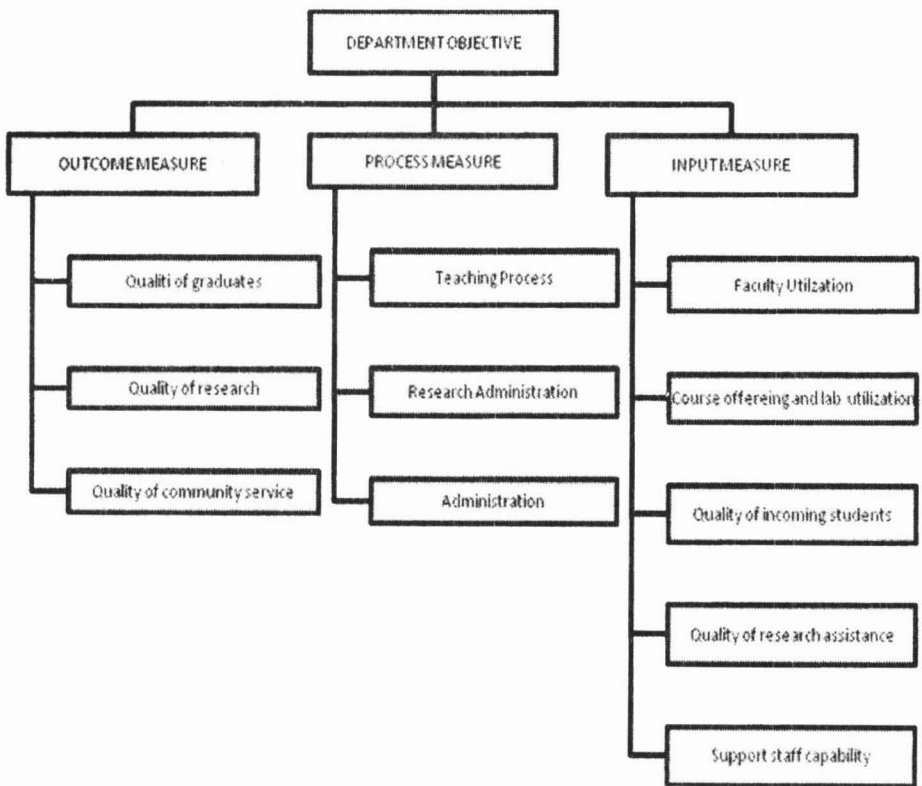 DEPARTMENT OBJECTIVE
OUTCOME MEASURE
PROCESS MEASURE
INPUT MEASURE
Qualiti of graduates
Quality of research
Quality of community service
Teaching Process
Research Administration
Administration
Faculty Utilzation
Course offereing and lab utilization
Quality of incoming students
Quality of research assistance
Support staff capability